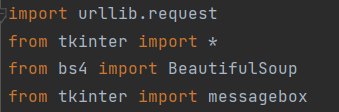 import urllib.request
from tkinter import *
from bs4 import BeautifulSoup
from tkinter import messagebox